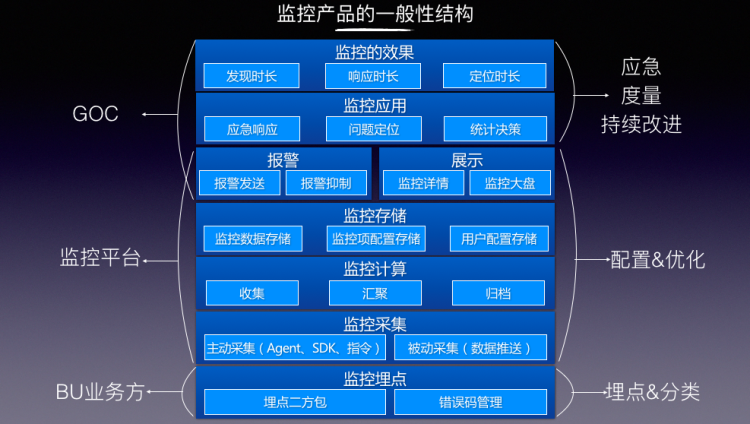 监控产品的一般性结构
监控的效果
发现时长 响应时长 定位时长
监控应用
应急响应 问题定位 统计决策
报警 展示
报警发送 报警抑制 监控详情 监控大盘
监控存储
监控数据存储 监控项配置存储 用户配置存储
监控计算
收集 汇聚 归档
监控采集
主动采集（Agent、SDK、指令） 被动采集（数据推送）
监控埋点
埋点二方包 错误码管理
GOC
监控平台
BU业务方
应急
度量
持续改进
配置&优化
埋点&分类